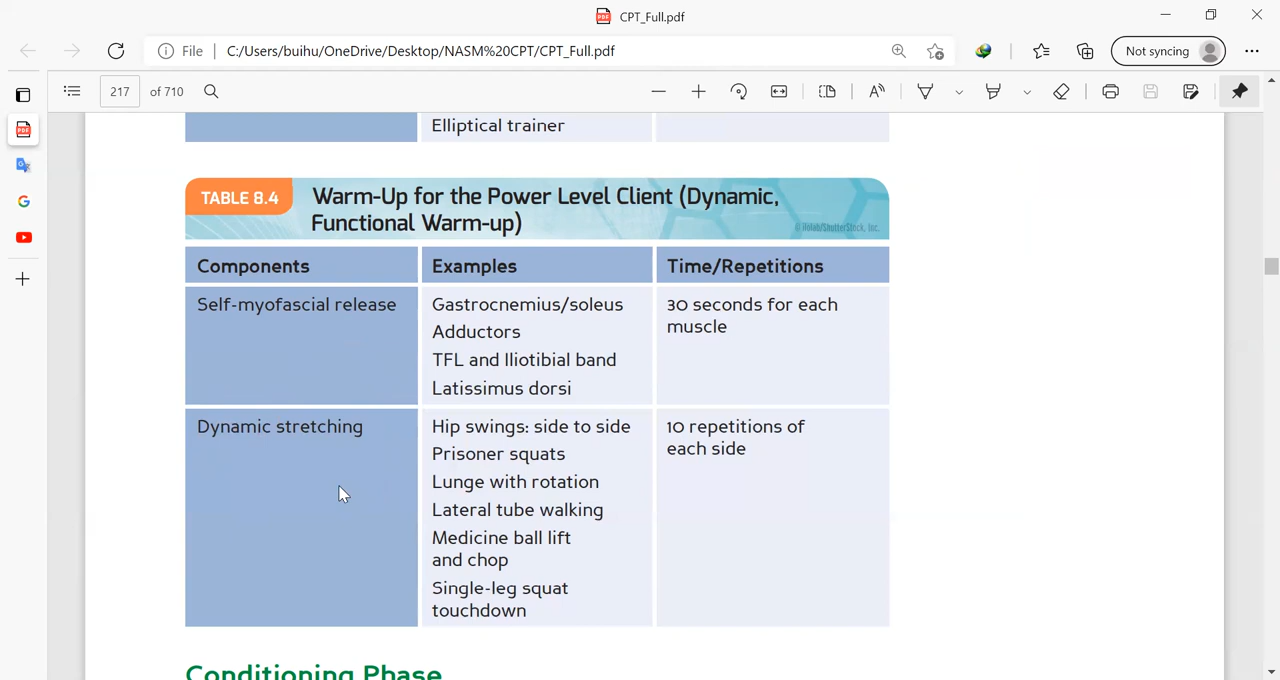 CPT_Full.pdf
File | C:/Users/buihu/OneDrive/Desktop/NASM%20CPT/CPT_Full.pdf
Not syncing
217 of 710
Elliptical trainer
TABLE 8.4
Warm-Up for the Power Level Client (Dynamic,
Functional Warm-up)
© Rolab/ShutterStock, Inc.
Components Examples Time/Repetitions
Self-myofascial release Gastrocnemius/soleus 30 seconds for each
muscle
Adductors
TFL and Iliotibial band
Latissimus dorsi
Dynamic stretching Hip swings: side to side 10 repetitions of
each side
Prisoner squats
Lunge with rotation
Lateral tube walking
Medicine ball lift
and chop
Single-leg squat
touchdown
Conditioning Phase